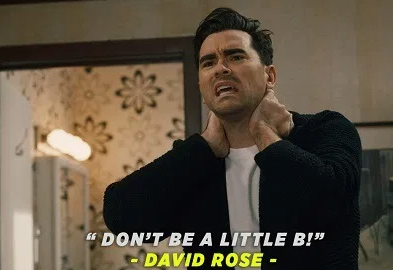 “ DON'T BE A LITTLE B!”
- DAVID ROSE -